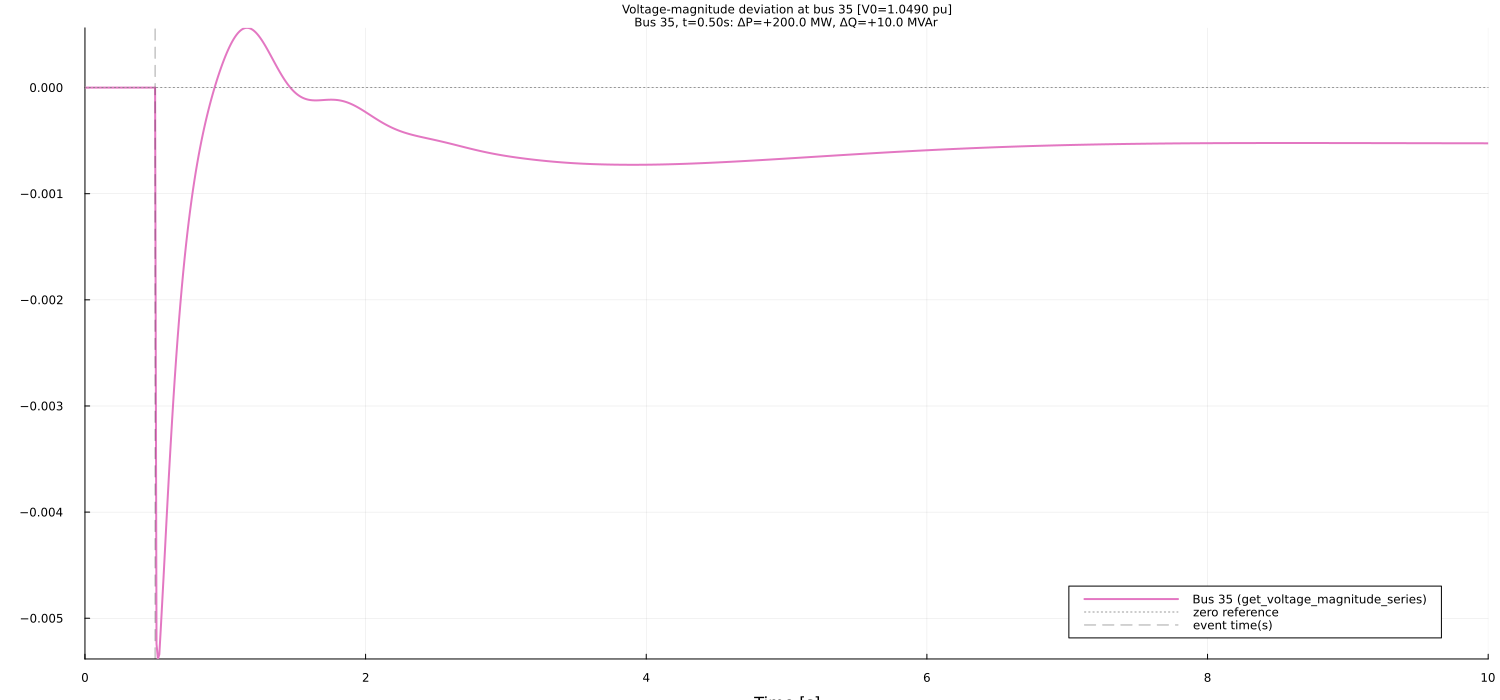 Voltage-magnitude deviation at bus 35 [V0=1.0490 pu]
Bus 35, t=0.50s: ΔP=+200.0 MW, ΔQ=+10.0 MVAr
0.000
−0.001
−0.002
−0.003
−0.004
−0.005
Bus 35 (get_voltage_magnitude_series)
zero reference
event time(s)
0 2 4 6 8 10
Time [s]